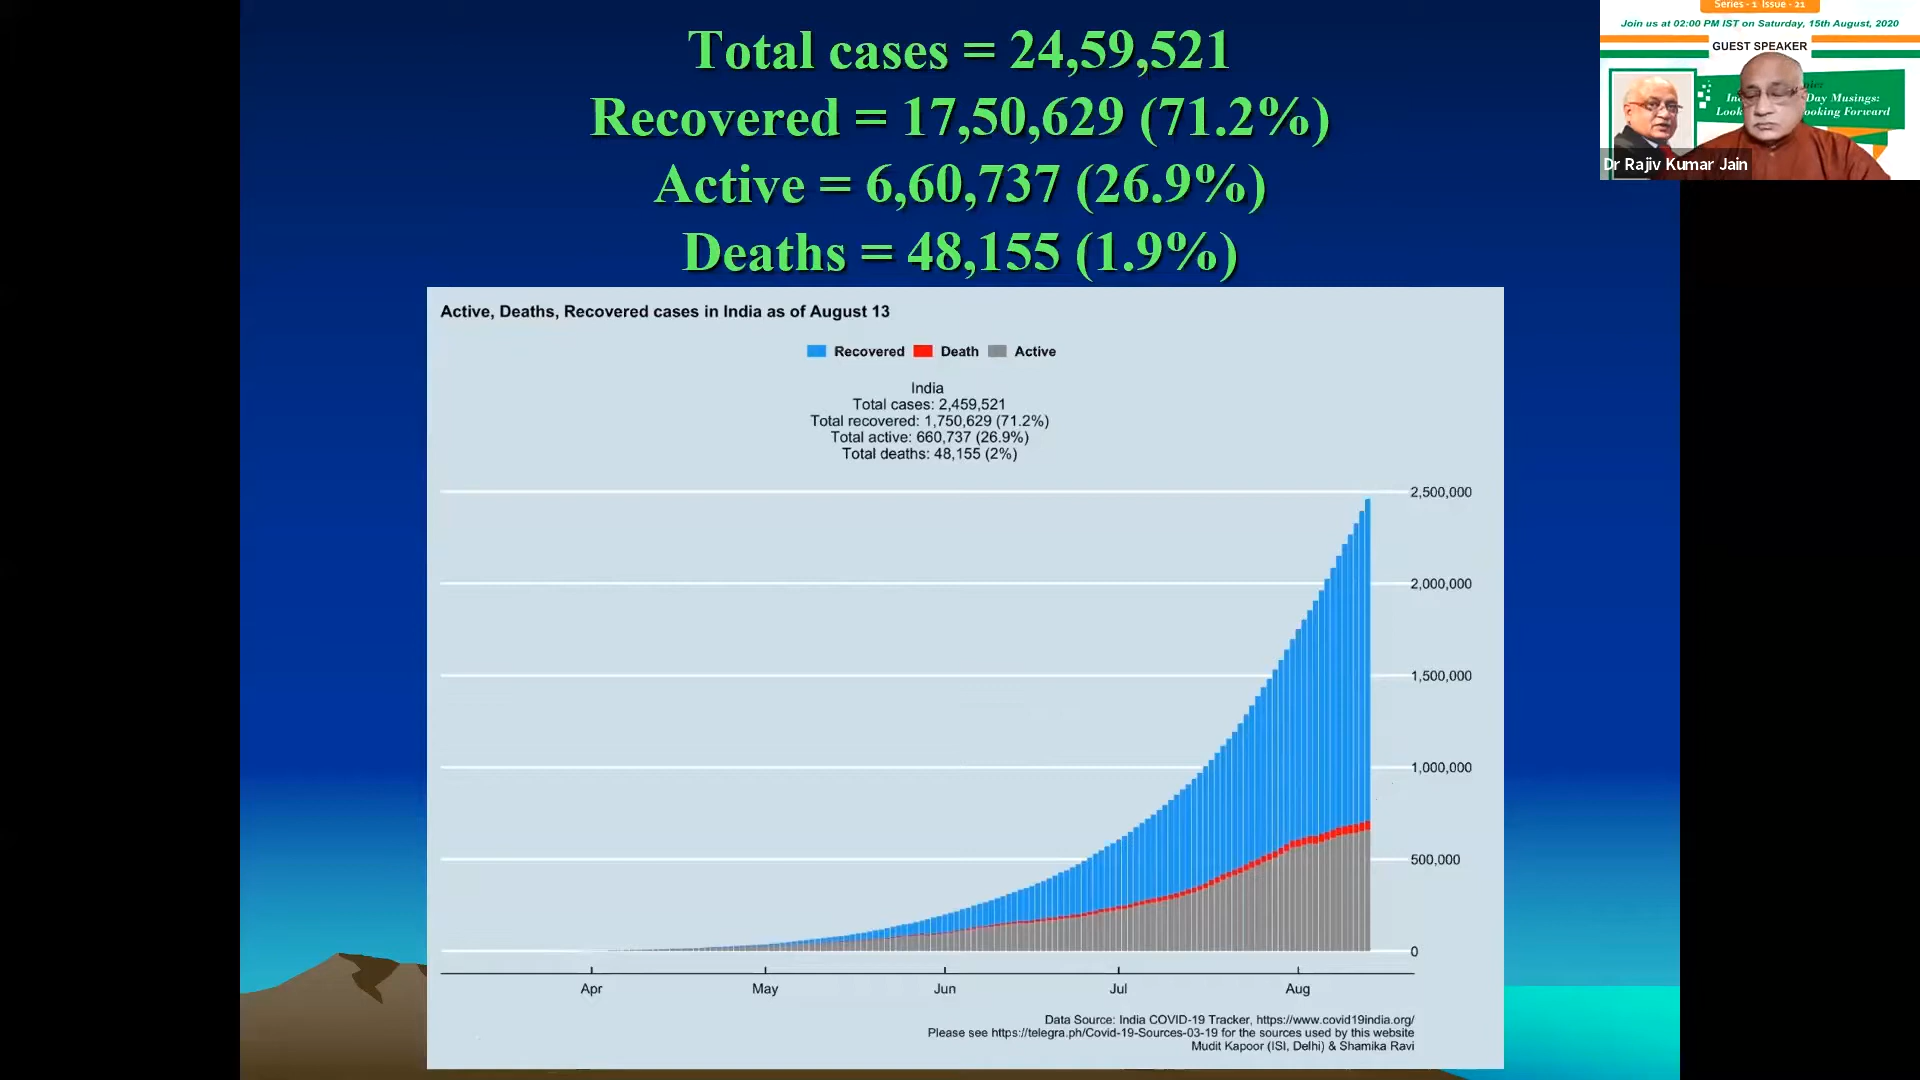 Total cases = 24,59,521
Recovered = 17,50,629 (71.2%)
Active = 6,60,737 (26.9%)
Deaths = 48,155 (1.9%)
Series - 1 Issue - 21
Join us at 02:00 PM IST on Saturday, 15th August, 2020
GUEST SPEAKER
Day Musings:
ooking Forward
Dr Rajiv Kumar Jain
Active, Deaths, Recovered cases in India as of August 13
Recovered Death Active
India
Total cases: 2,459,521
Total recovered: 1,750,629 (71.2%)
Total active: 660,737 (26.9%)
Total deaths: 48,155 (2%)
2,500,000
2,000,000
1,500,000
1,000,000
500,000
0
Apr May Jun Jul Aug
Data Source: India COVID-19 Tracker, https://www.covid19india.org/
Please see https://telegra.ph/Covid-19-Sources-03-19 for the sources used by this website
Mudit Kapoor (ISI, Delhi) & Shamika Ravi